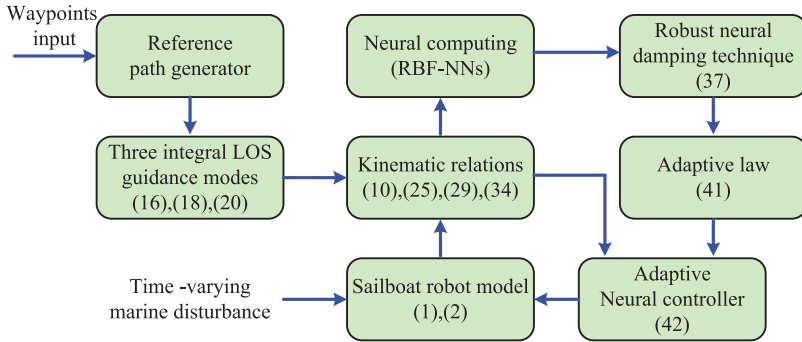 Waypoints
input
Reference
path generator
Neural computing
(RBF-NNs)
Robust neural
damping technique
(37)
Three integral LOS
guidance modes
(16),(18),(20)
Kinematic relations
(10),(25),(29),(34)
Adaptive law
(41)
Time -varying
marine disturbance
Sailboat robot model
(1),(2)
Adaptive
Neural controller
(42)